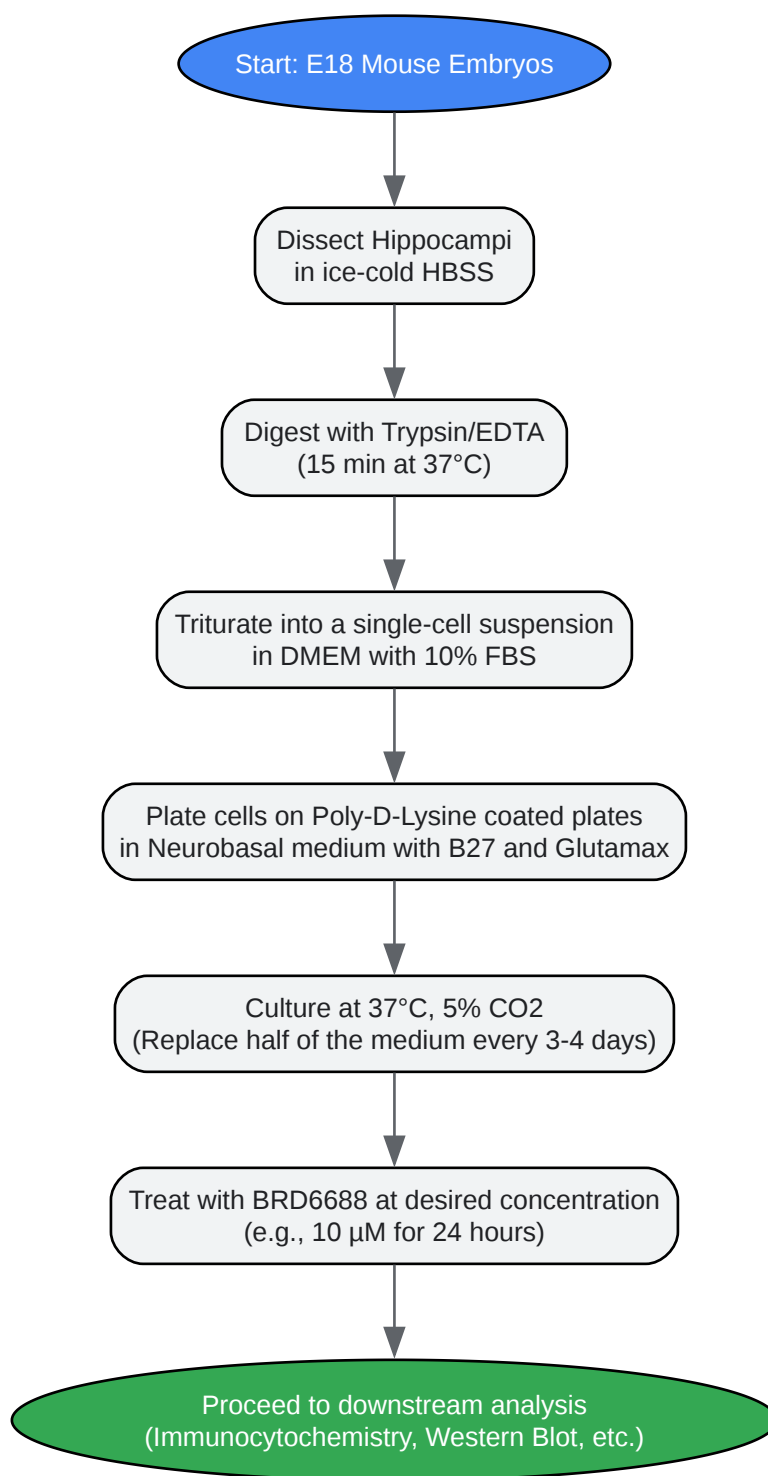 Start: E18 Mouse Embryos
Dissect Hippocampi
in ice-cold HBSS
Digest with Trypsin/EDTA
(15 min at 37°C)
Triturate into a single-cell suspension
in DMEM with 10% FBS
Plate cells on Poly-D-Lysine coated plates
in Neurobasal medium with B27 and Glutamax
Culture at 37°C, 5% CO2
(Replace half of the medium every 3-4 days)
Treat with BRD6688 at desired concentration
(e.g., 10 µM for 24 hours)
Proceed to downstream analysis
(Immunocytochemistry, Western Blot, etc.)